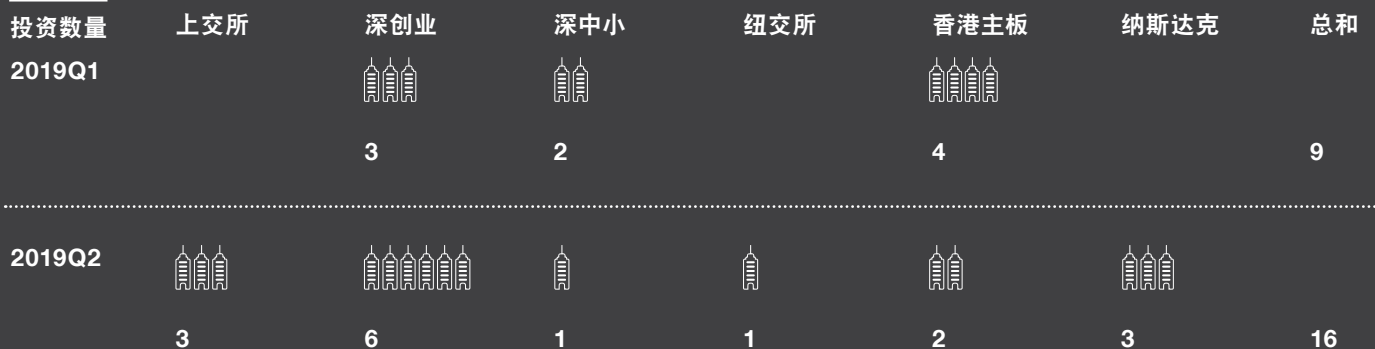 投资数量 上交所 深创业 深中小 纽交所 香港主板 纳斯达克 总和
2019Q1
3 2 4 9
2019Q2
3 6 1 1 2 3 16